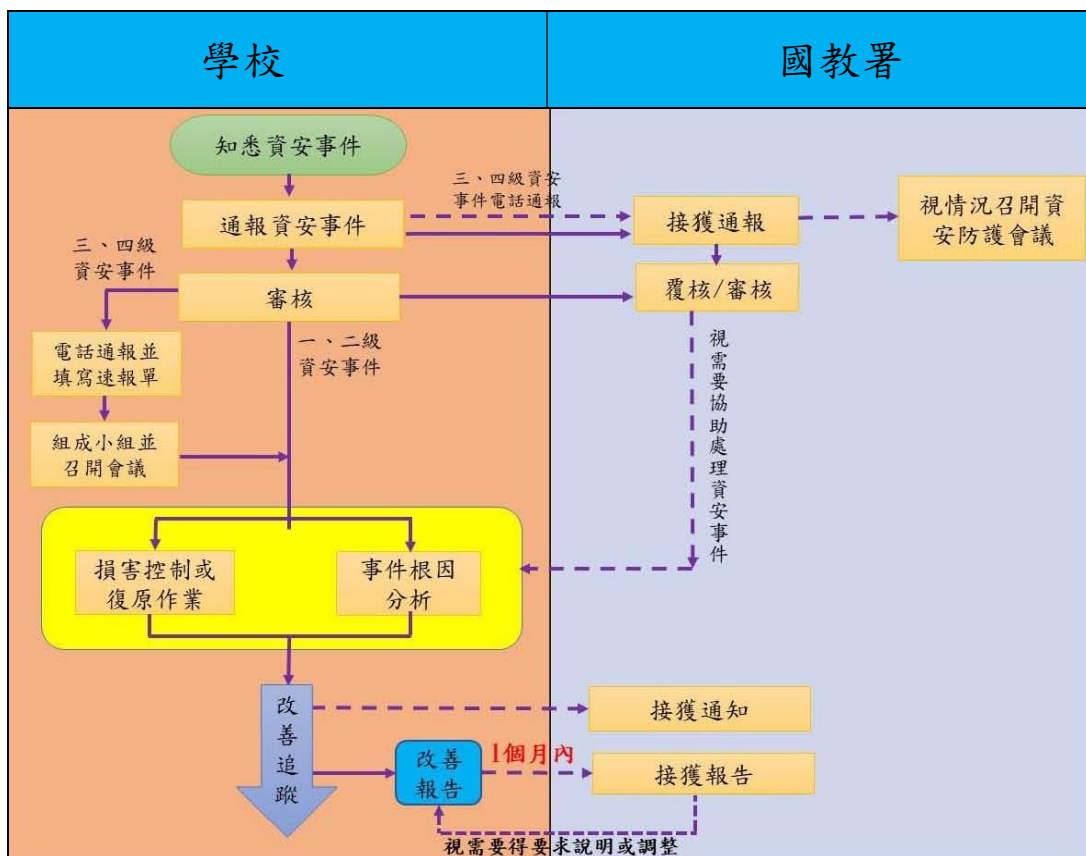 學校
國教署
知悉資安事件
三、四級資安
事件電話通報
通報資安事件
接獲通報
視情況召開資
安防護會議
三、四級
資安事件
審核
覆核/審核
電話通報並
填寫速報單
一、二級
資安事件
視需要協助處理資安事件
組成小組並
召開會議
損害控制或
復原作業
事件根因
分析
改善追蹤
接獲通知
改善
報告
1個月內
接獲報告
視需要得要求說明或調整